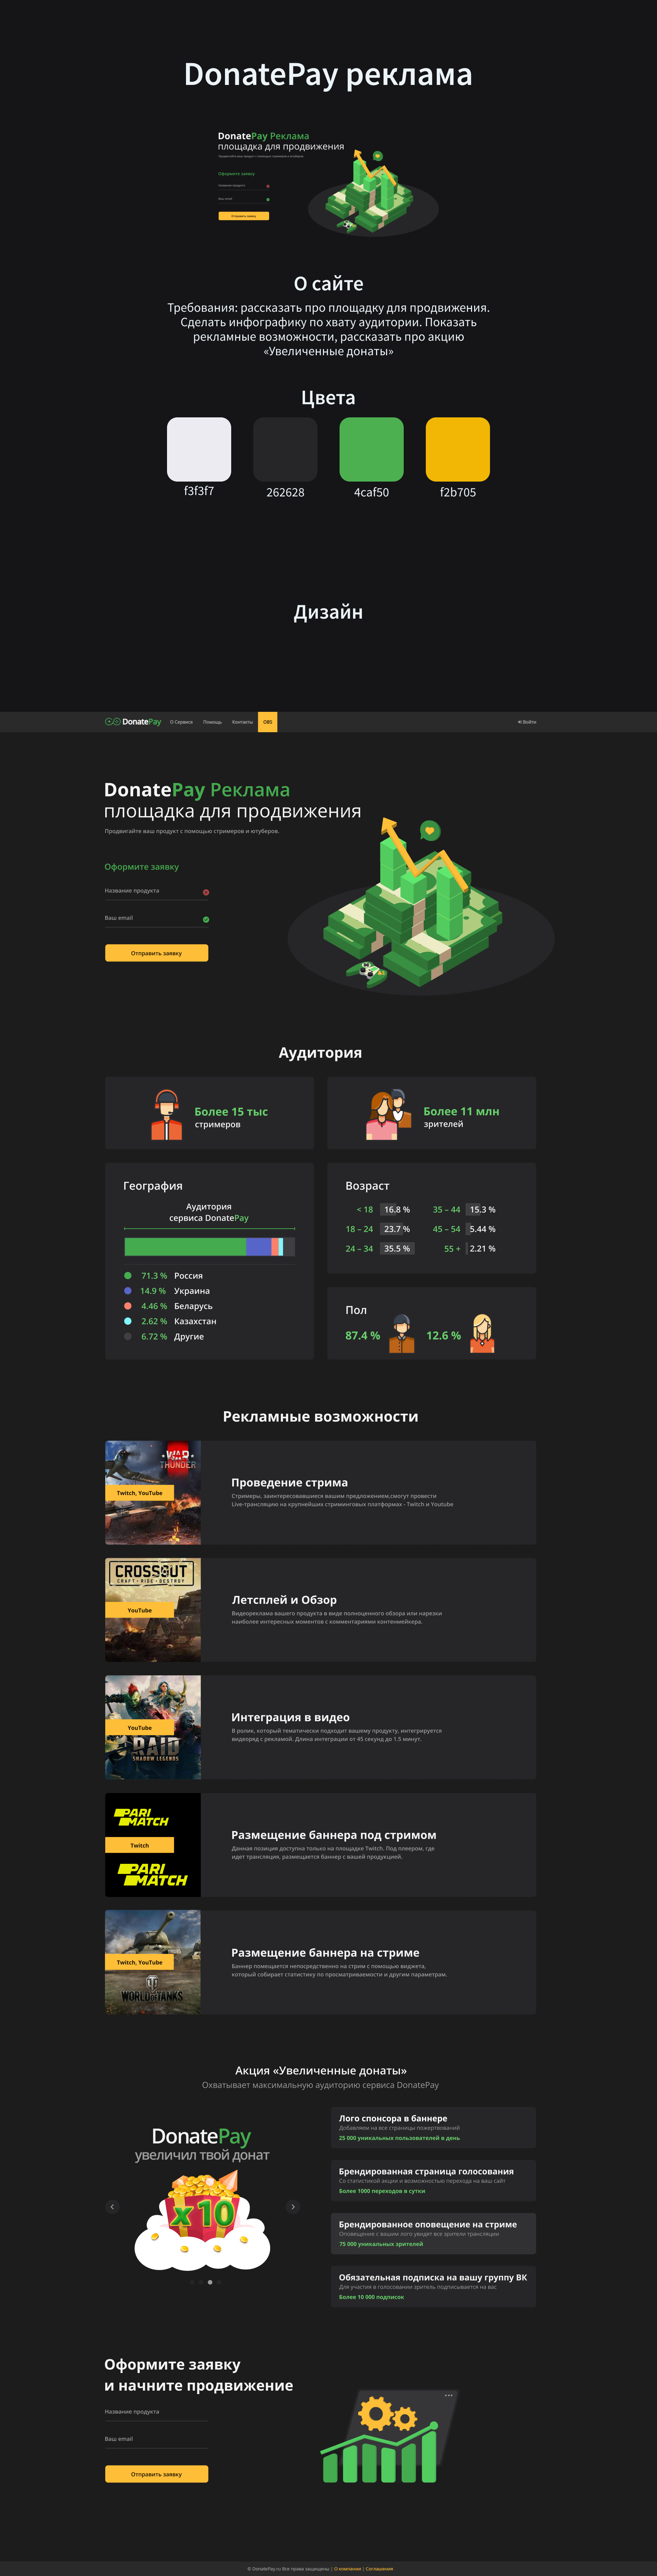 DonatePay реклама
DonatePay Реклама
площадка для продвижения
Продвигайте ваш продукт с помощью стримеров и ютуберов.
Оформите заявку
Название продукта
Ваш email
Отправить заявку
О сайте
Требования: рассказать про площадку для продвижения.
Сделать инфографику по хвату аудитории. Показать
рекламные возможности, рассказать про акцию
«Увеличенные донаты»
Цвета
f3f3f7
262628
4caf50
f2b705
Дизайн
DonatePay
О Сервисе
Помощь
Контакты
OBS
Войти
DonatePay Реклама
площадка для продвижения
Продвигайте ваш продукт с помощью стримеров и ютуберов.
Оформите заявку
Название продукта
Ваш email
Отправить заявку
Аудитория
Более 15 тыс
стримеров
Более 11 млн
зрителей
География
Аудитория
сервиса DonatePay
71.3 % Россия
14.9 % Украина
4.46 % Беларусь
2.62 % Казахстан
6.72 % Другие
Возраст
< 18 16.8 %
18 – 24 23.7 %
24 – 34 35.5 %
35 – 44 15.3 %
45 – 54 5.44 %
55 + 2.21 %
Пол
87.4 %
12.6 %
Рекламные возможности
WAR
THUNDER
Twitch, YouTube
Проведение стрима
Стримеры, заинтересовавшиеся вашим предложением,смогут провести
Live-трансляцию на крупнейших стриминговых платформах - Twitch и Youtube
CROSSOUT
CRAFT • RIDE • DESTROY
YouTube
Летсплей и Обзор
Видеореклама вашего продукта в виде полноценного обзора или нарезки
наиболее интересных моментов с комментариями контенмейкера.
YouTube
RAID
SHADOW LEGENDS
Интеграция в видео
В ролик, который тематически подходит вашему продукту, интегрируется
видеоряд с рекламой. Длина интеграции от 45 секунд до 1.5 минут.
PARI
MATCH
Twitch
PARI
MATCH
Размещение баннера под стримом
Данная позиция доступна только на площадке Twitch. Под плеером, где
идет трансляция, размещается баннер с вашей продукцией.
Twitch, YouTube
WORLD OF TANKS
Размещение баннера на стриме
Баннер помещается непосредственно на стрим с помощью виджета,
который собирает статистику по просматриваемости и другим параметрам.
Акция «Увеличенные донаты»
Охватывает максимальную аудиторию сервиса DonatePay
DonatePay
увеличил твой донат
x10
Лого спонсора в баннере
Добавляем на все страницы пожертвований
25 000 уникальных пользователей в день
Брендированная страница голосования
Со статистикой акции и возможностью перехода на ваш сайт
Более 1000 переходов в сутки
Брендированное оповещение на стриме
Оповещения с вашим лого увидят все зрители трансляции
75 000 уникальных зрителей
Обязательная подписка на вашу группу ВК
Для участия в голосовании зритель подписывается на вас
Более 10 000 подписок
Оформите заявку
и начните продвижение
Название продукта
Ваш email
Отправить заявку
© DonatePay.ru Все права защищены | О компании | Соглашение